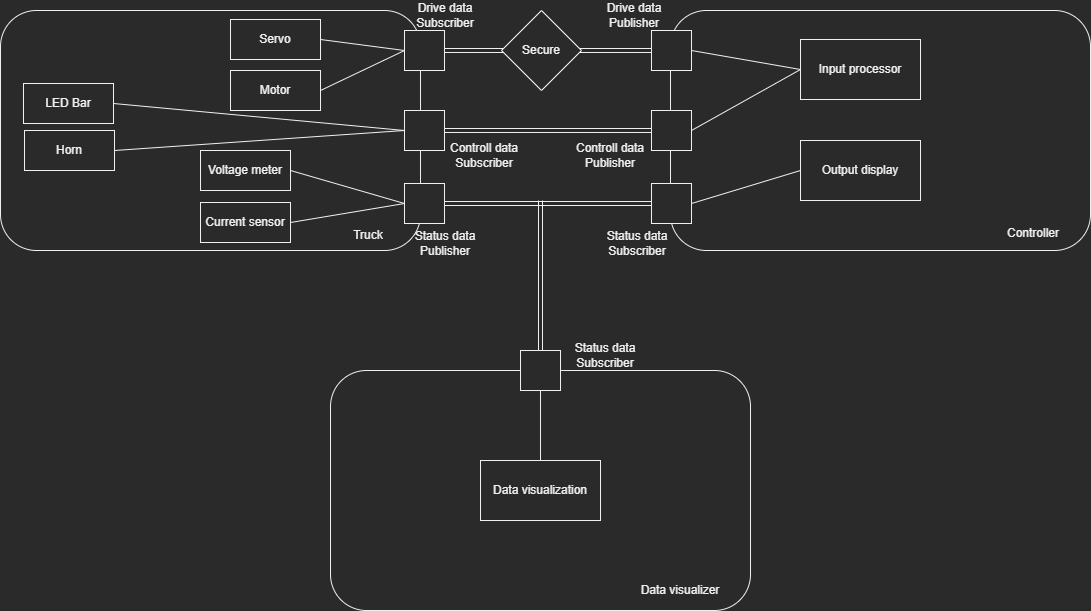 Drive data
Subscriber
Drive data
Publisher
Servo
Secure
Input processor
Motor
LED Bar
Horn
Controll data
Subscriber
Controll data
Publisher
Voltage meter
Output display
Current sensor
Truck
Status data
Publisher
Status data
Subscriber
Controller
Status data
Subscriber
Data visualization
Data visualizer